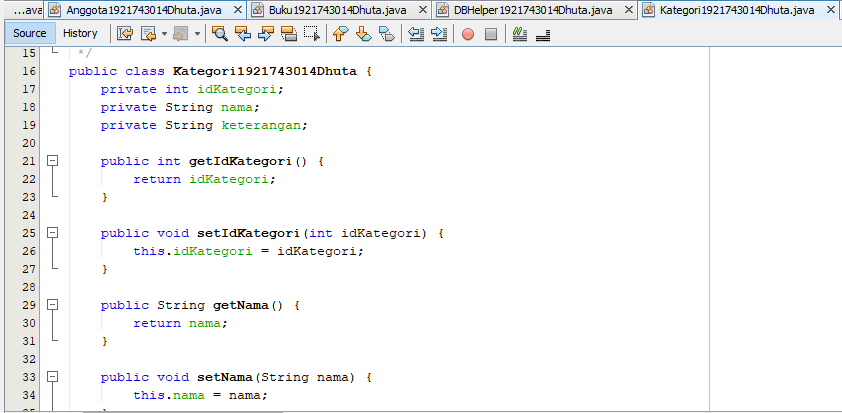 ...ava Anggota1921743014Dhuta.java Buku1921743014Dhuta.java DBHelper1921743014Dhuta.java Kategori1921743014Dhuta.java
Source History
15 */
16 public class Kategori1921743014Dhuta {
17 private int idKategori;
18 private String nama;
19 private String keterangan;
20
21 public int getIdKategori() {
22 return idKategori;
23 }
24
25 public void setIdKategori(int idKategori) {
26 this.idKategori = idKategori;
27 }
28
29 public String getNama() {
30 return nama;
31 }
32
33 public void setNama(String nama) {
34 this.nama = nama;